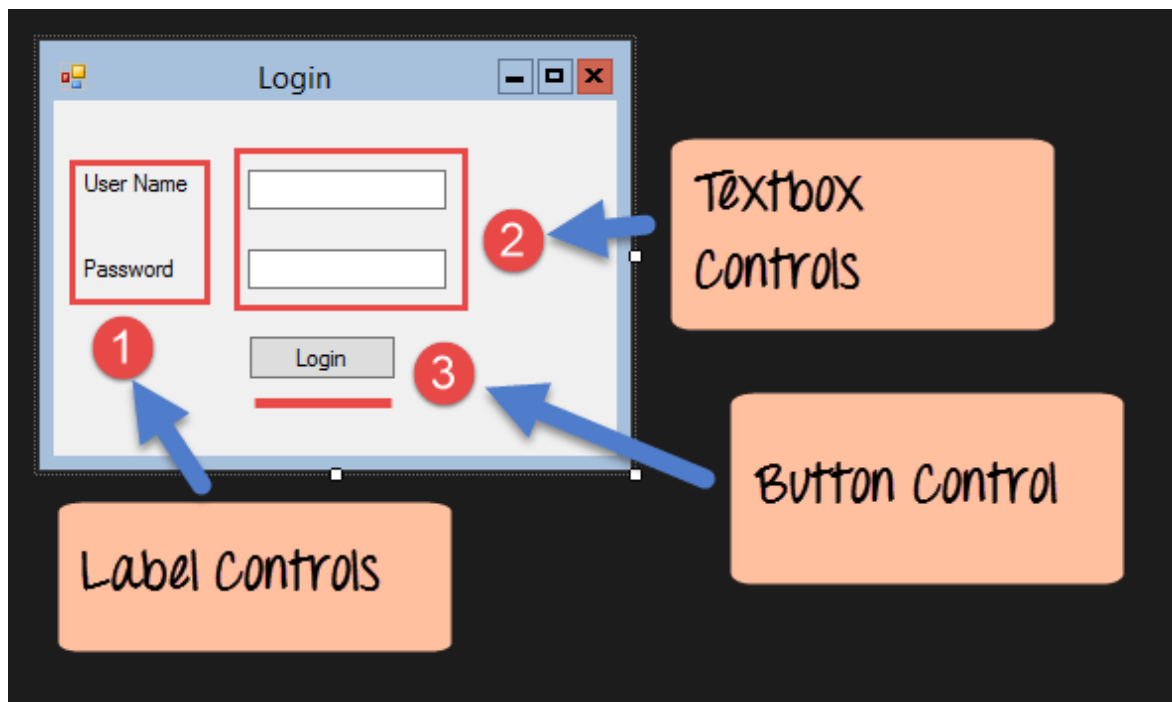 Login
User Name
Password
Login
1
2
3
Textbox
Controls
Button Control
Label Controls